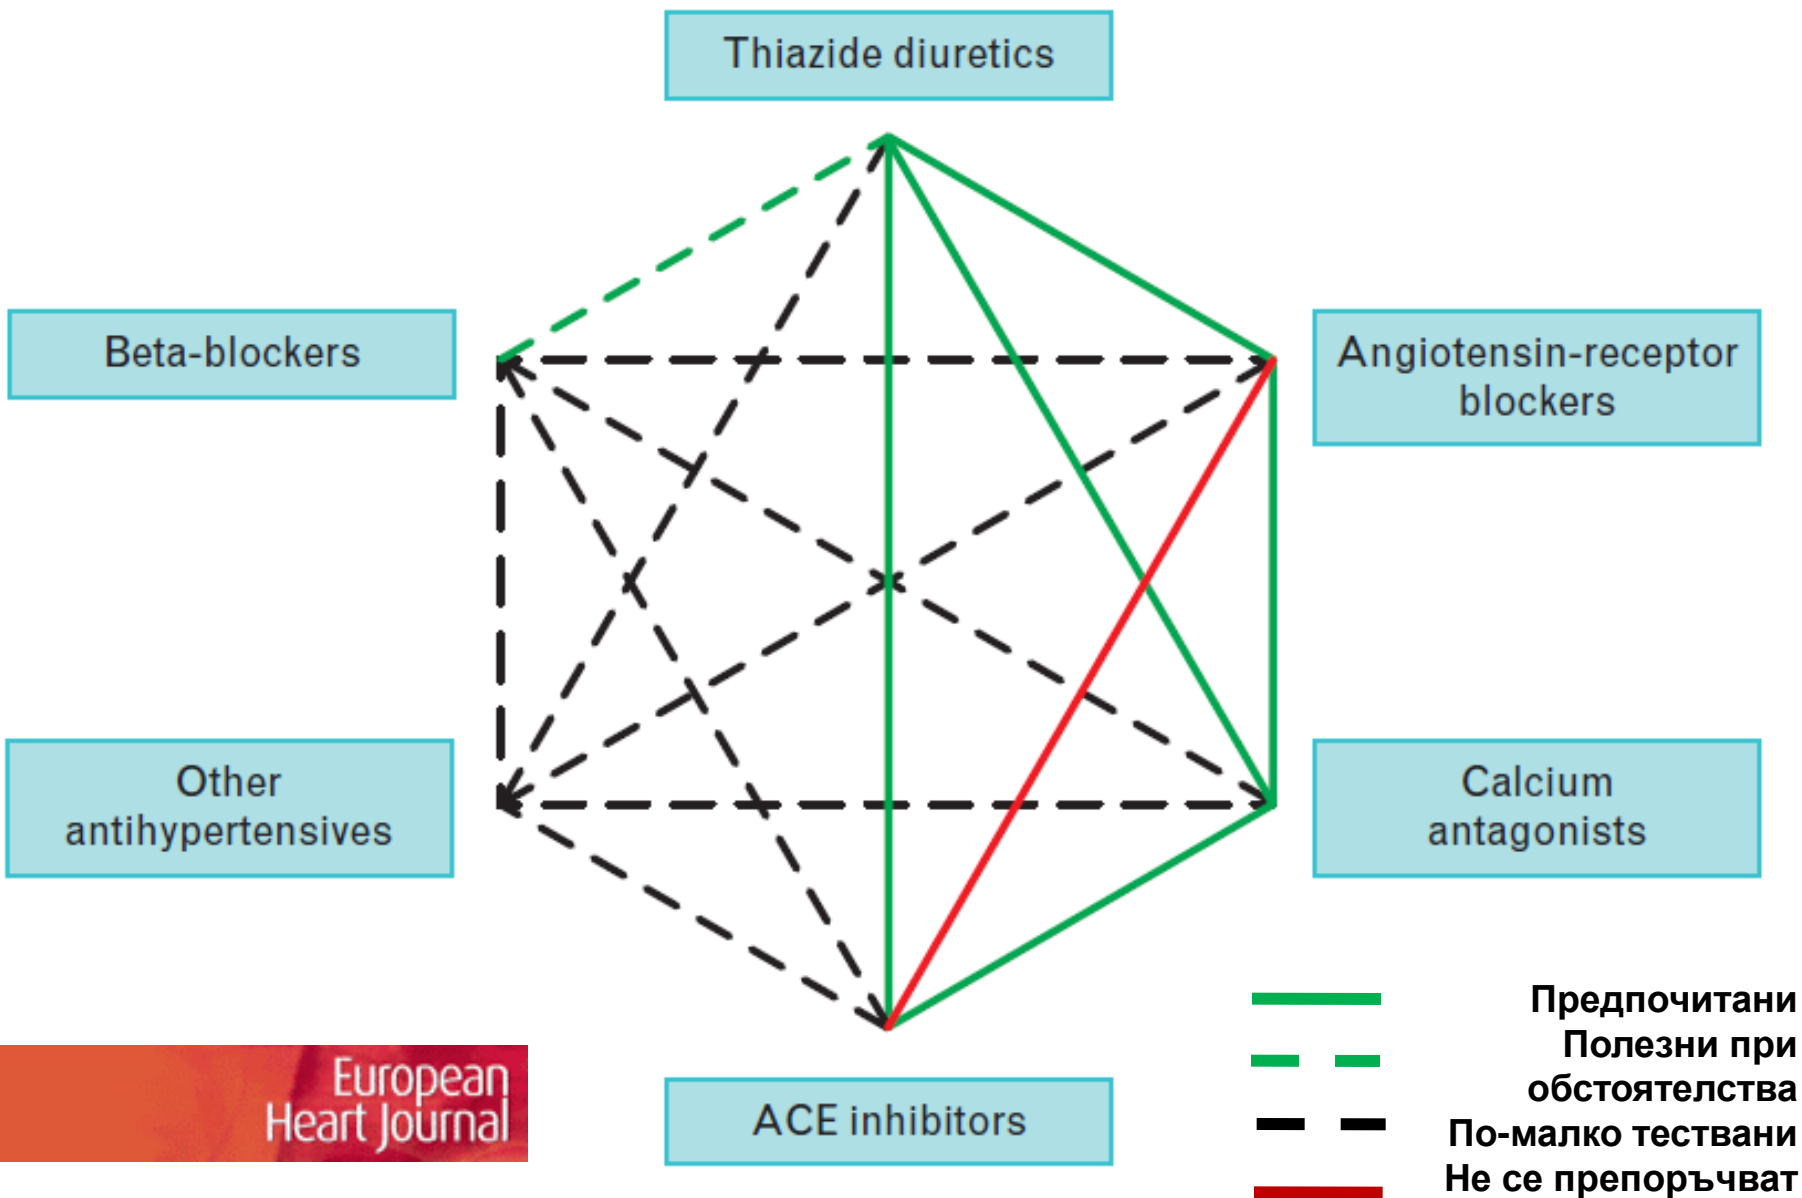 Thiazide diuretics
Beta-blockers
Angiotensin-receptor
blockers
Other
antihypertensives
Calcium
antagonists
ACE inhibitors
European
Heart Journal
Предпочитани
Полезни при
обстоятелства
По-малко тествани
Не се препоръчват